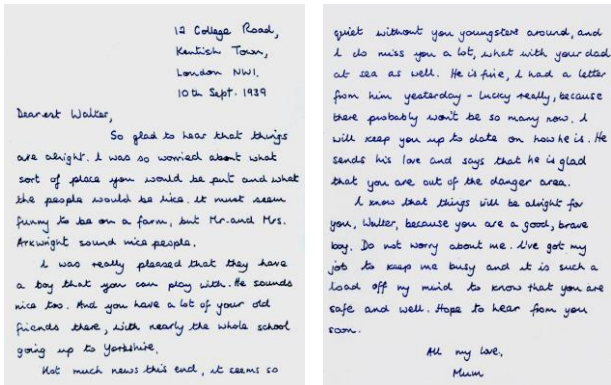 12 College Road,
Kentish Town,
London NW1.
10th Sept. 1939
Dearest Walter,
So glad to hear that things
are alright. I was so worried about what
sort of place you would be put and what
the people would be like. It must seem
funny to be on a farm, but Mr. and Mrs.
Arkwright sound nice people.
I was really pleased that they have
a boy that you can play with. He sounds
nice too. And you have a lot of your old
friends there, with nearly the whole school
going up to Yorkshire.
Not much news this end, it seems so
quiet without you youngsters around, and
I do miss you a lot, what with your dad
at sea as well. He is fine, I had a letter
from him yesterday - lucky really, because
there probably won't be so many now. I
will keep you up to date on how he is. He
sends his love and says that he is glad
that you are out of the danger area.
I know that things will be alright for
you, Walter, because you are a good, brave
boy. Do not worry about me. I've got my
job to keep me busy and it is such a
load off my mind to know that you are
safe and well. Hope to hear from you
soon.
All my love,
Mum